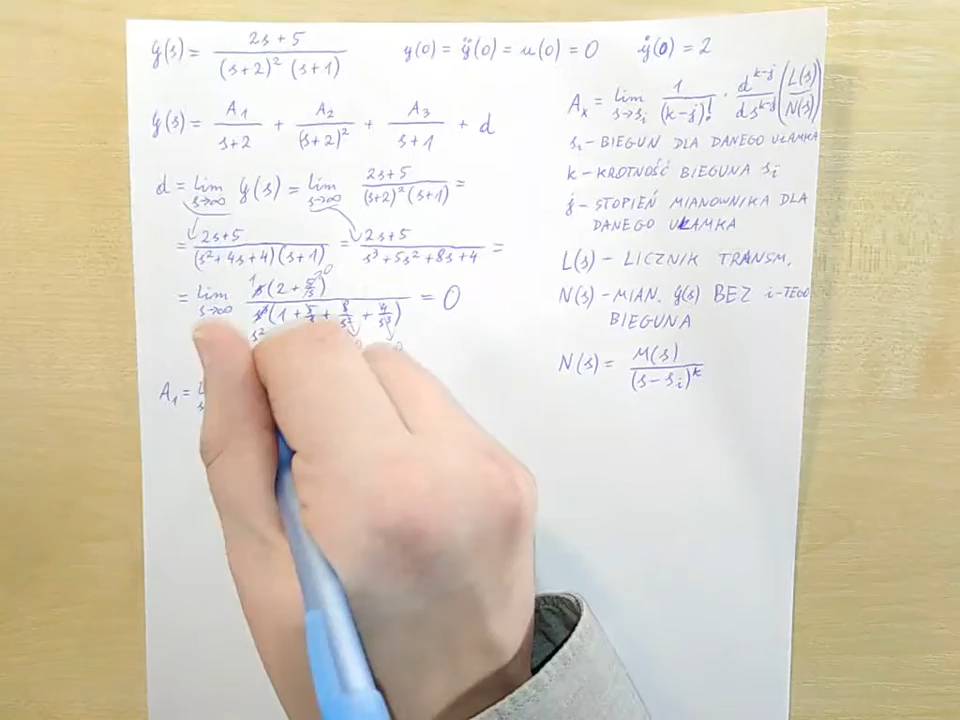 G(s) = (2s+5)/((s+2)² (s+1))
y(0) = ÿ(0) = u(0) = 0   ẏ(0) = 2
G(s) = A₁/(s+2) + A₂/(s+2)² + A₃/(s+1) + d
d = lim s→∞ G(s) = lim s→∞ (2s+5)/((s+2)²(s+1)) =
= (2s+5)/((s²+4s+4)(s+1)) = (2s+5)/(s³+5s²+8s+4) =
= lim s→∞ s(2+5/s)/(s³(1+5/s+8/s²+4/s³)) = 0
A₁ =
Aₓ = lim s→sᵢ 1/(k-j)! · d^(k-j)/ds^(k-j) (L(s)/N(s))
sᵢ - BIEGUN DLA DANEGO UŁAMKA
k - KROTNOŚĆ BIEGUNA sᵢ
j - STOPIEŃ MIANOWNIKA DLA
DANEGO UŁAMKA
L(s) - LICZNIK TRANSM.
N(s) - MIAN. G(s) BEZ i-TEGO
BIEGUNA
N(s) = M(s)/(s-sᵢ)ᵏ